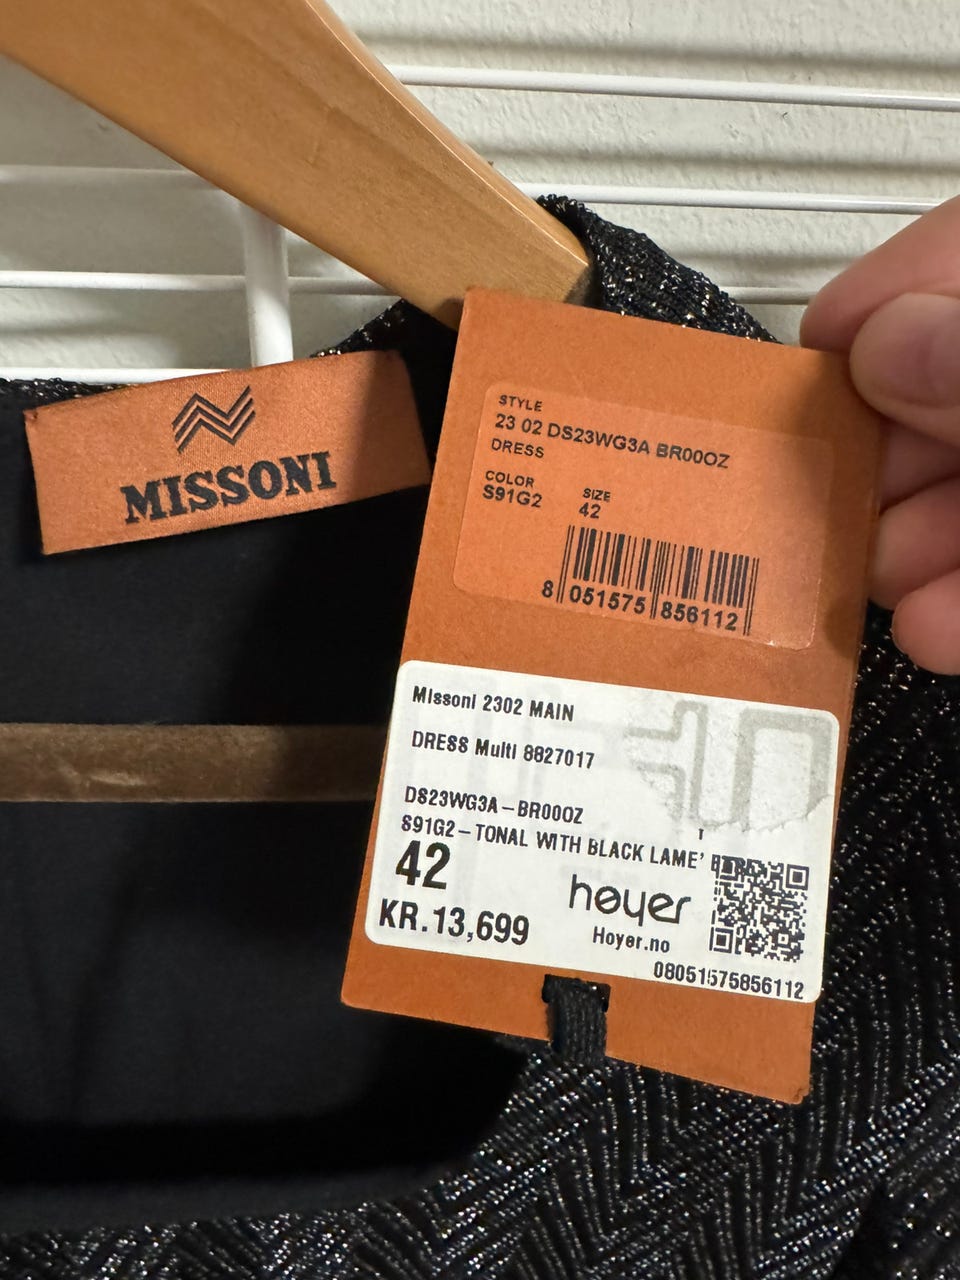 MISSONI
STYLE
23 02 DS23WG3A BR00OZ
DRESS
COLOR SIZE
S91G2 42
8 051575 856112
Missoni 2302 MAIN
DRESS Multi 8827017
DS23WG3A-BR00OZ
S91G2-TONAL WITH BLACK LAME'
42
høyer
KR.13,699
Hoyer.no
08051575856112